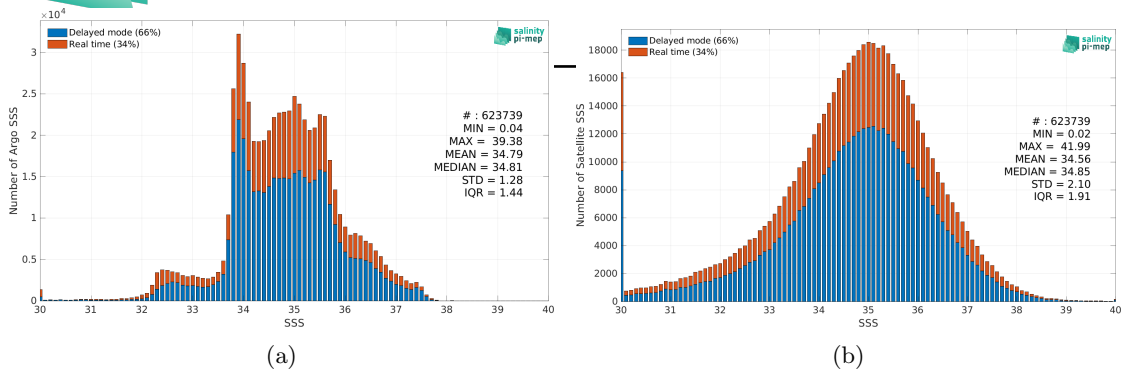 ×10⁴
Delayed mode (66%)
Real time (34%)
salinity
pi-mep
3
2.5
2
1.5
1
0.5
0
Number of Argo SSS
# : 623739
MIN = 0.04
MAX = 39.38
MEAN = 34.79
MEDIAN = 34.81
STD = 1.28
IQR = 1.44
30 31 32 33 34 35 36 37 38 39 40
SSS
(a)
Delayed mode (66%)
Real time (34%)
salinity
pi-mep
18000
16000
14000
12000
10000
8000
6000
4000
2000
0
Number of Satellite SSS
# : 623739
MIN = 0.02
MAX = 41.99
MEAN = 34.56
MEDIAN = 34.85
STD = 2.10
IQR = 1.91
30 31 32 33 34 35 36 37 38 39 40
SSS
(b)